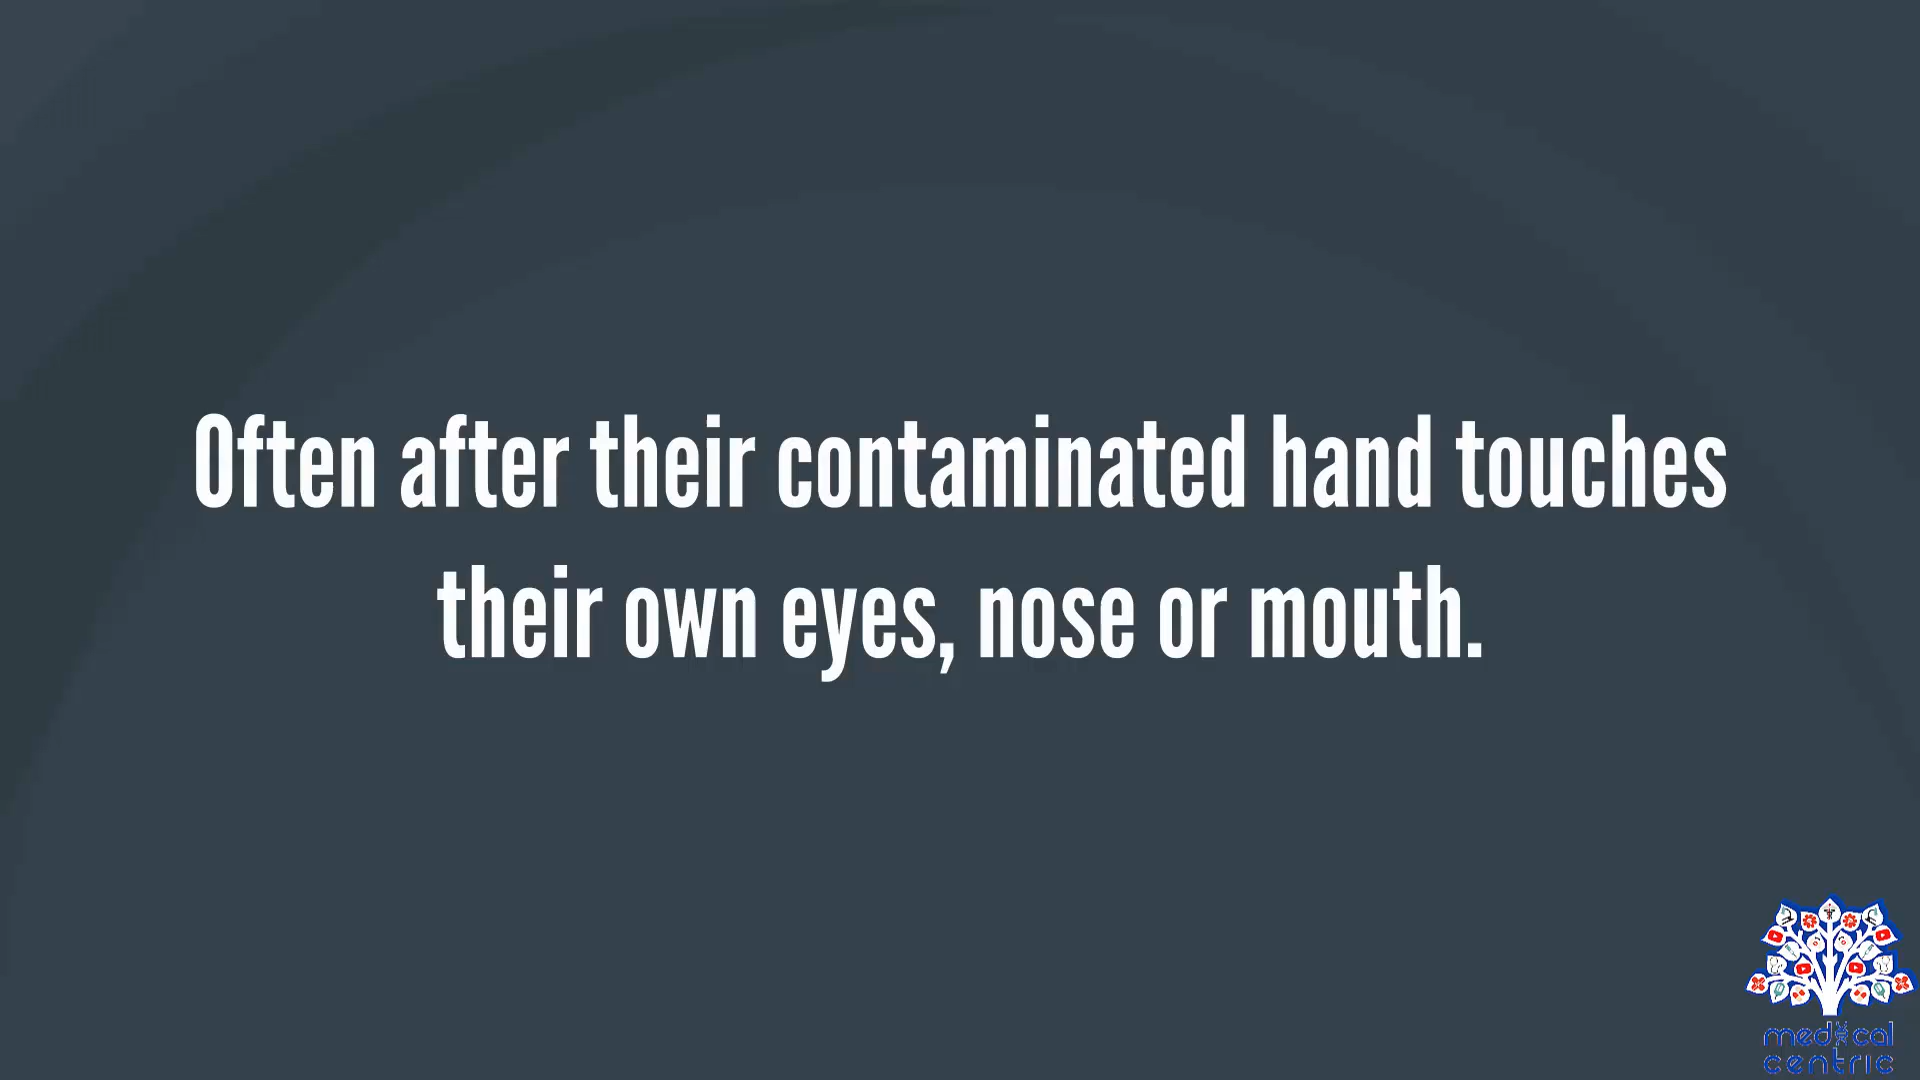 Often after their contaminated hand touches
their own eyes, nose or mouth.
medical
centric